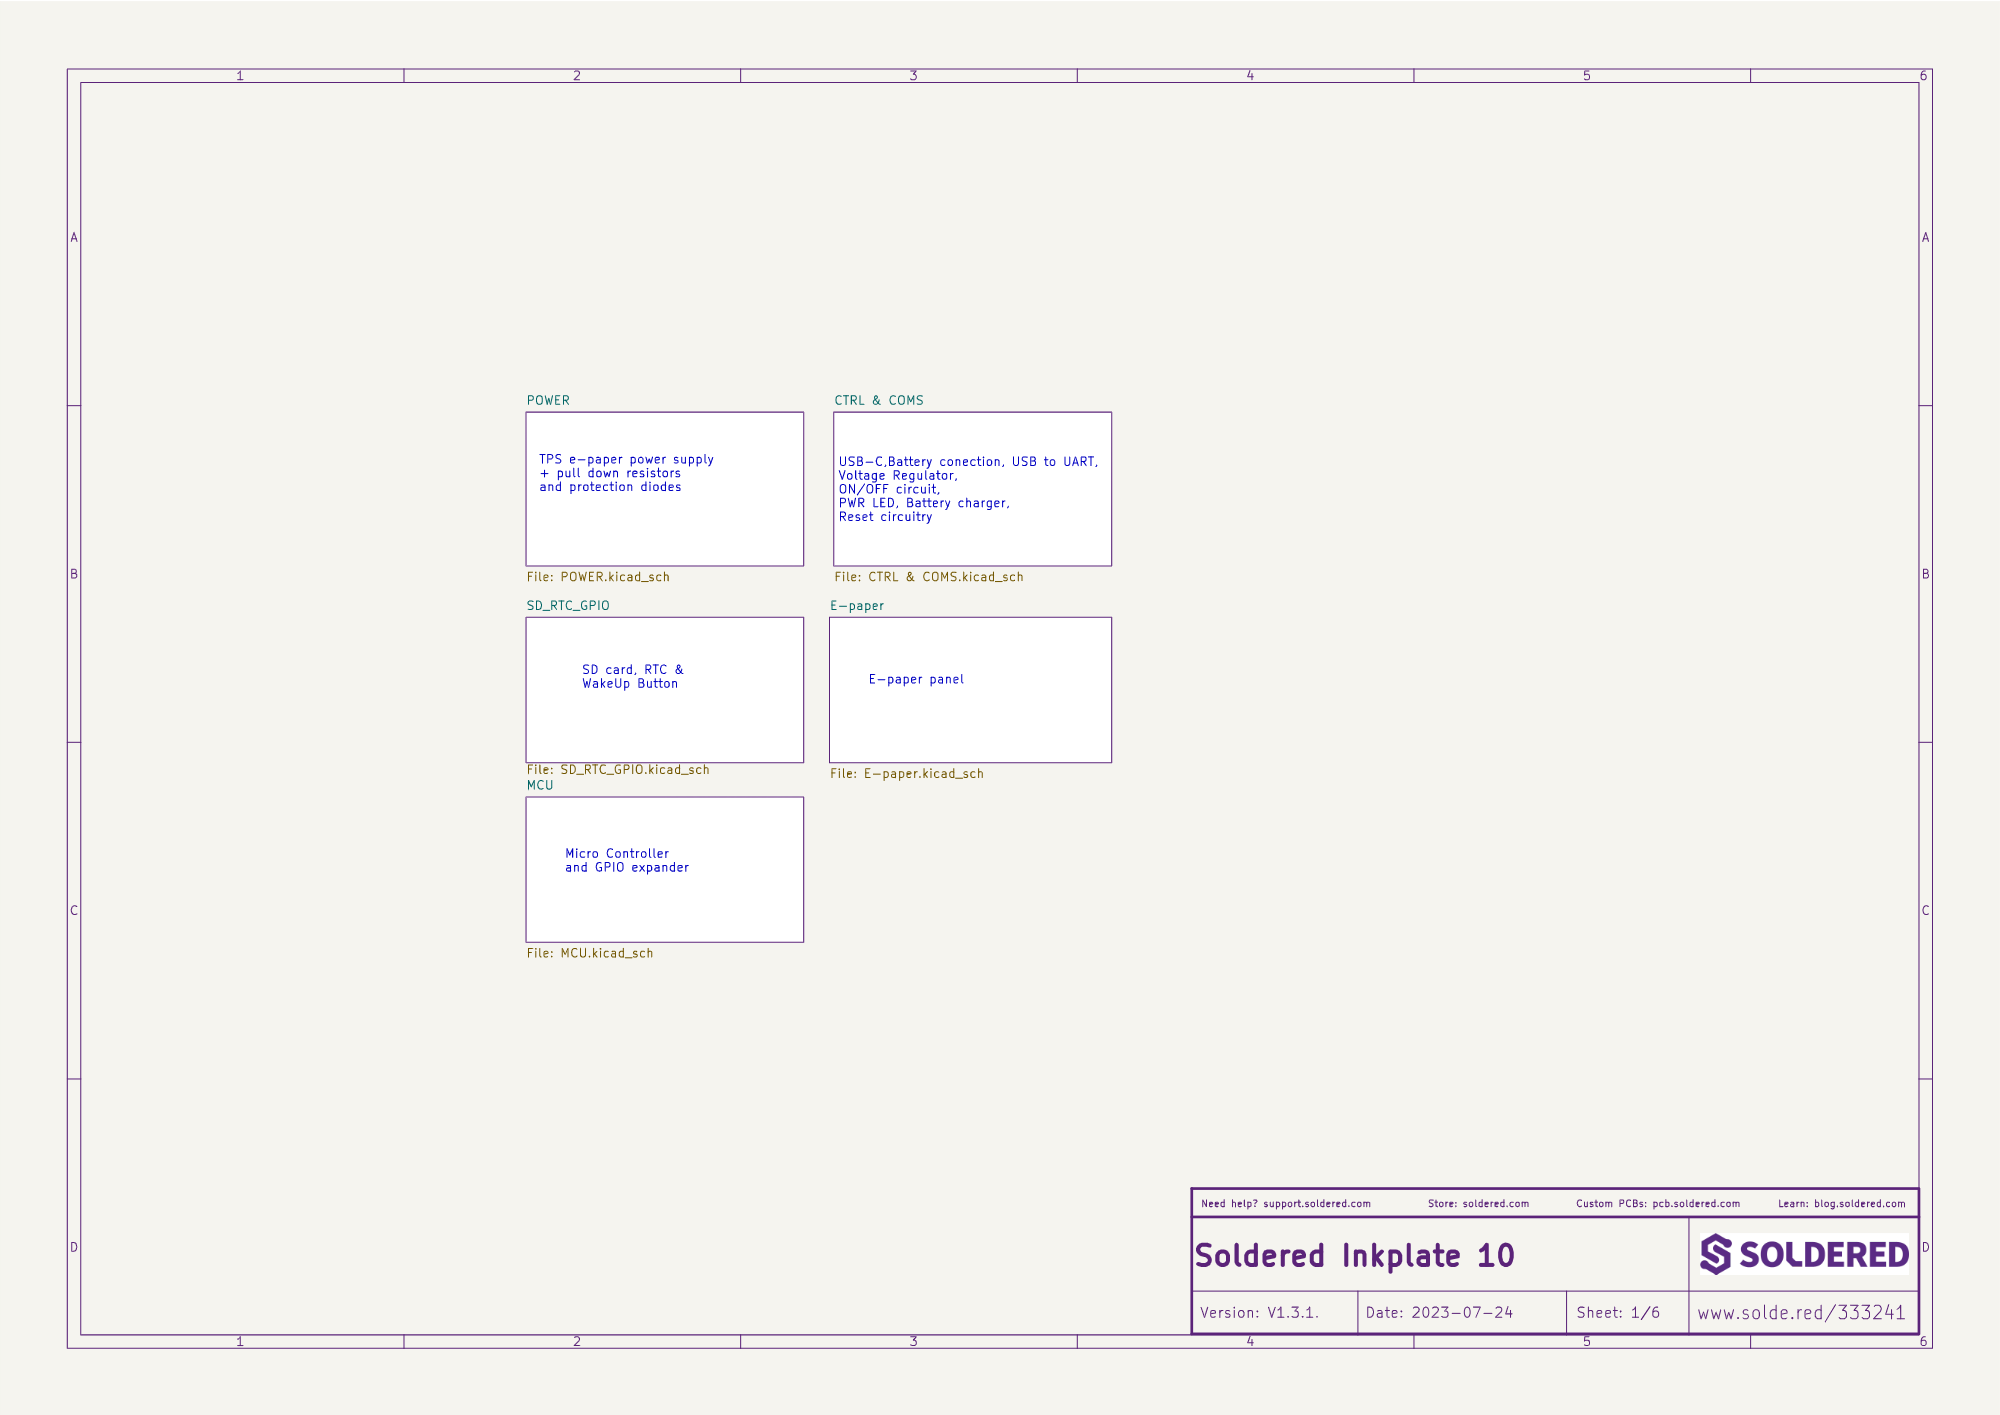 1 2 3 4 5 6
A A
POWER
TPS e-paper power supply
+ pull down resistors
and protection diodes
File: POWER.kicad_sch
CTRL & COMS
USB-C,Battery conection, USB to UART,
Voltage Regulator,
ON/OFF circuit,
PWR LED, Battery charger,
Reset circuitry
File: CTRL & COMS.kicad_sch
B B
SD_RTC_GPIO
SD card, RTC &
WakeUp Button
File: SD_RTC_GPIO.kicad_sch
E-paper
E-paper panel
File: E-paper.kicad_sch
MCU
Micro Controller
and GPIO expander
File: MCU.kicad_sch
C C
Need help? support.soldered.com Store: soldered.com Custom PCBs: pcb.soldered.com Learn: blog.soldered.com
Soldered Inkplate 10
SOLDERED
D D
Version: V1.3.1. Date: 2023-07-24 Sheet: 1/6 www.solde.red/333241
1 2 3 4 5 6